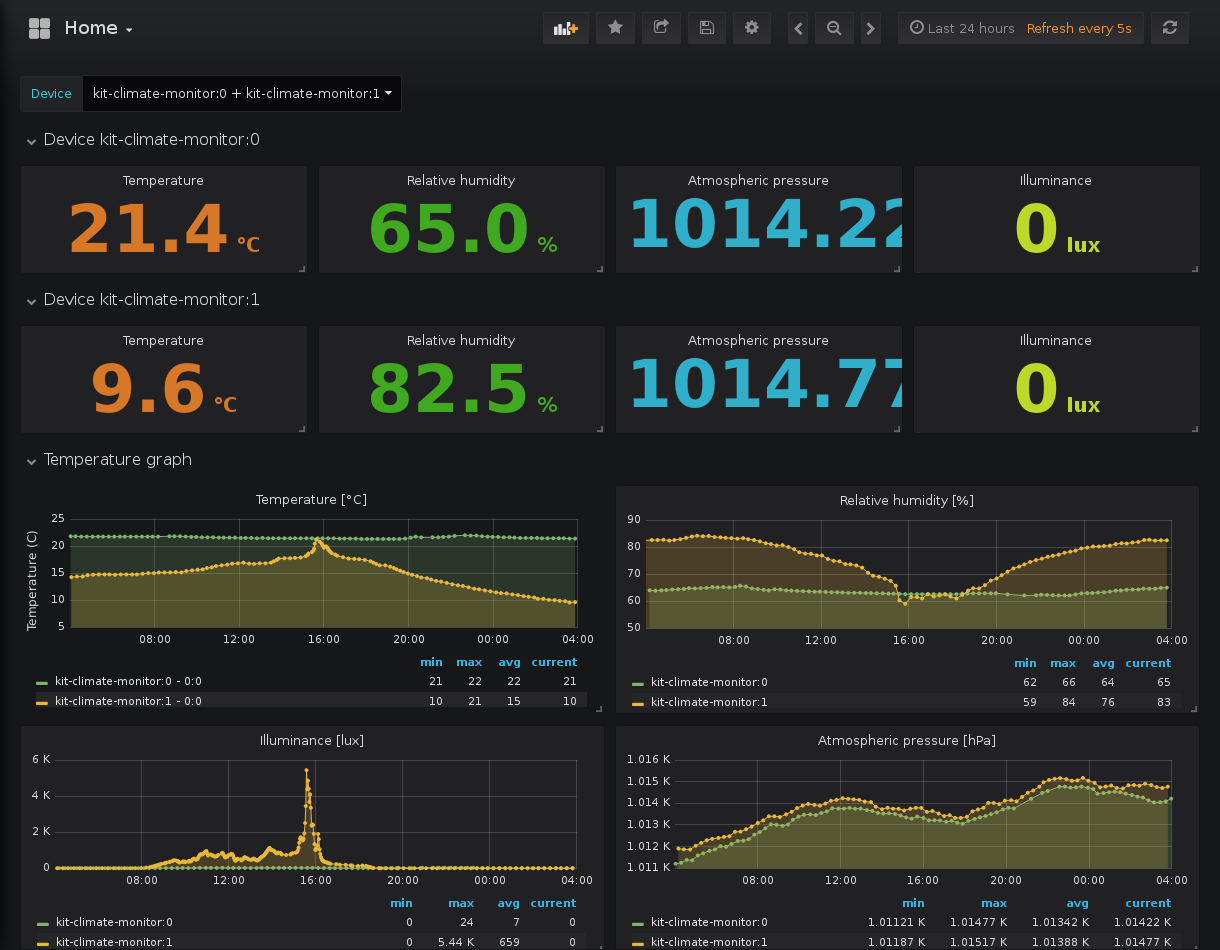 Home
Last 24 hours Refresh every 5s
Device kit-climate-monitor:0 + kit-climate-monitor:1
Device kit-climate-monitor:0
Temperature Relative humidity Atmospheric pressure Illuminance
21.4 °C 65.0 % 1014.22 0 lux
Device kit-climate-monitor:1
Temperature Relative humidity Atmospheric pressure Illuminance
9.6 °C 82.5 % 1014.77 0 lux
Temperature graph
Temperature [°C]
Temperature (C)
25
20
15
10
5
08:00 12:00 16:00 20:00 00:00 04:00
min max avg current
kit-climate-monitor:0 - 0:0 21 22 22 21
kit-climate-monitor:1 - 0:0 10 21 15 10
Relative humidity [%]
90
80
70
60
50
08:00 12:00 16:00 20:00 00:00 04:00
min max avg current
kit-climate-monitor:0 62 66 64 65
kit-climate-monitor:1 59 84 76 83
Illuminance [lux]
6 K
4 K
2 K
0
08:00 12:00 16:00 20:00 00:00 04:00
min max avg current
kit-climate-monitor:0 0 24 7 0
kit-climate-monitor:1 0 5.44 K 659 0
Atmospheric pressure [hPa]
1.016 K
1.015 K
1.014 K
1.013 K
1.012 K
1.011 K
08:00 12:00 16:00 20:00 00:00 04:00
min max avg current
kit-climate-monitor:0 1.01121 K 1.01477 K 1.01342 K 1.01422 K
kit-climate-monitor:1 1.01187 K 1.01517 K 1.01388 K 1.01477 K